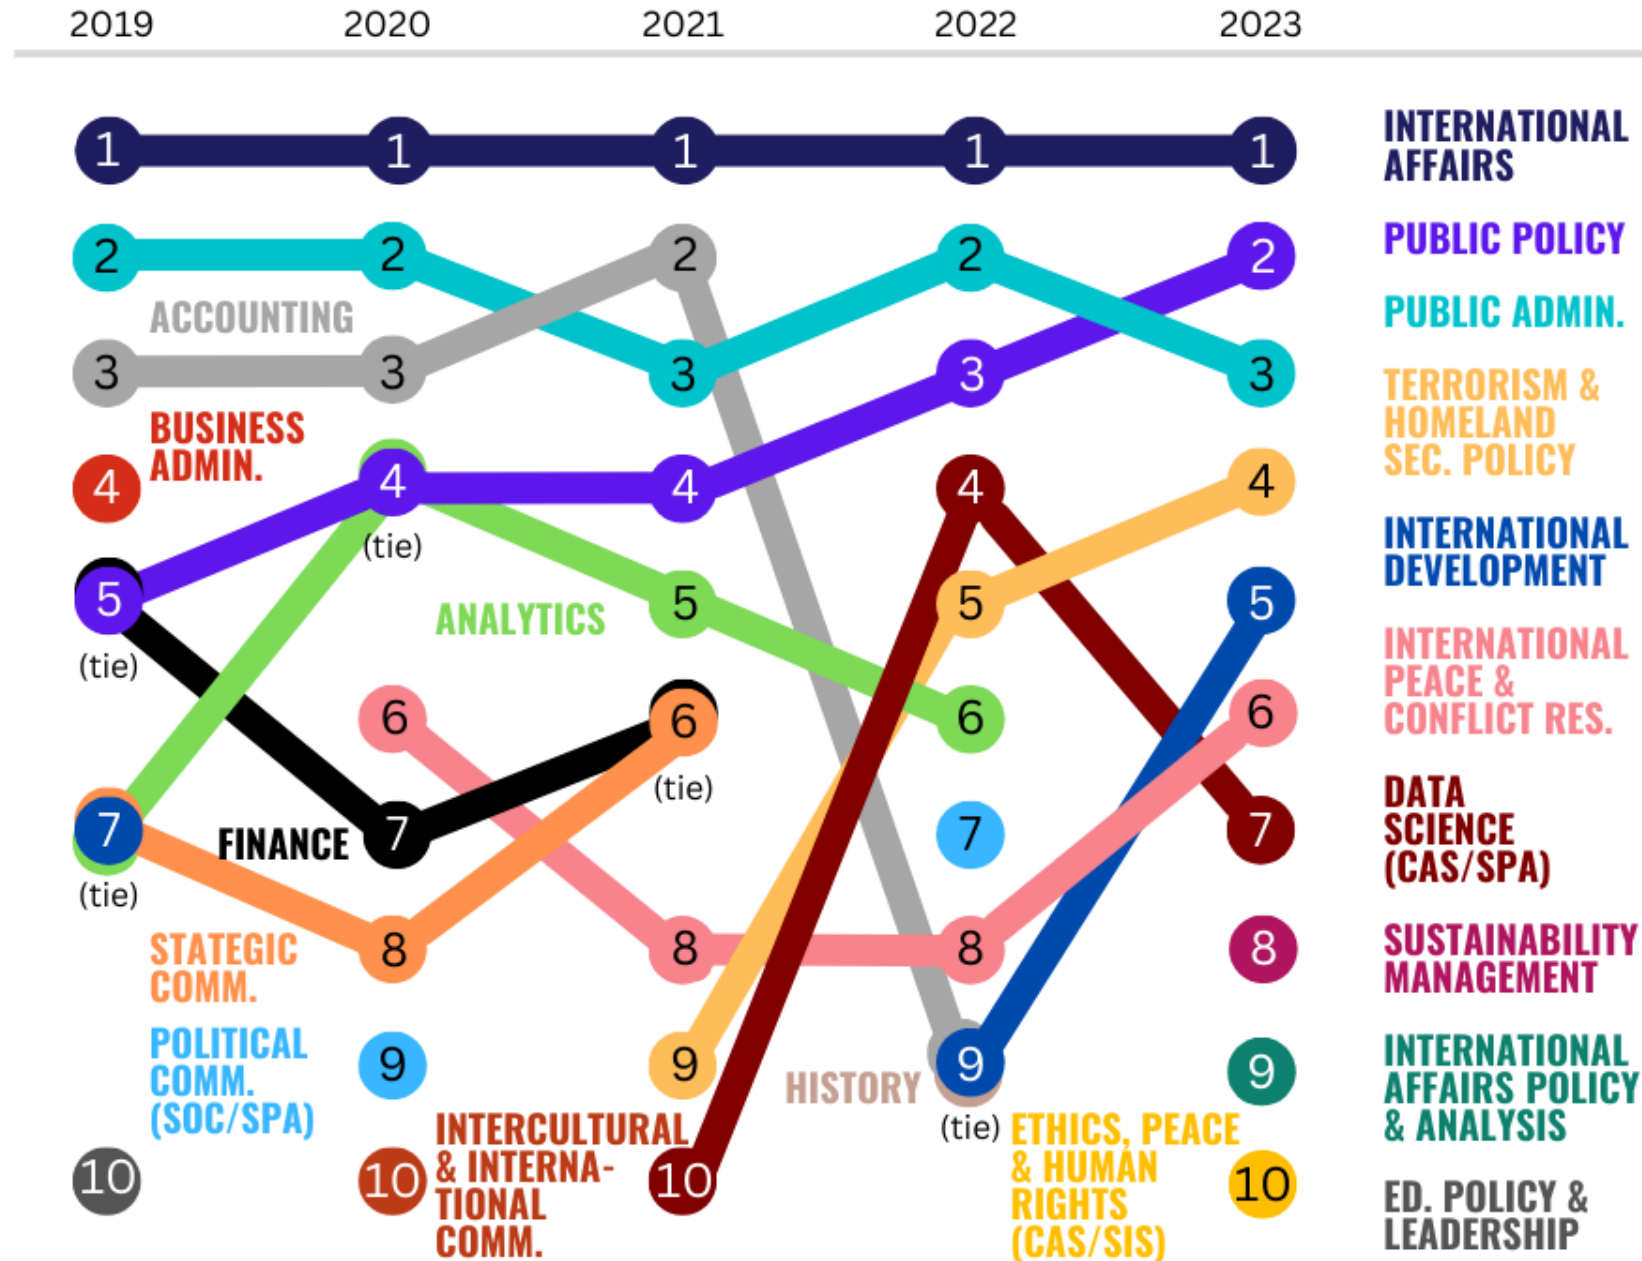 2019 2020 2021 2022 2023
1 1 1 1 1
INTERNATIONAL
AFFAIRS
2 2 2 2 2
PUBLIC POLICY
ACCOUNTING
PUBLIC ADMIN.
3 3 3 3 3
BUSINESS
ADMIN.
TERRORISM &
HOMELAND
SEC. POLICY
4 4 4 4 4
(tie)
INTERNATIONAL
DEVELOPMENT
5 5 5 5
(tie)
ANALYTICS
INTERNATIONAL
PEACE &
CONFLICT RES.
6 6 6 6
(tie)
7 7 7 7
FINANCE
(tie)
DATA
SCIENCE
(CAS/SPA)
STATEGIC
COMM.
8 8 8 8
SUSTAINABILITY
MANAGEMENT
POLITICAL
COMM.
(SOC/SPA)
9 9 9 9
HISTORY
(tie)
INTERNATIONAL
AFFAIRS POLICY
& ANALYSIS
10 10 10 10
INTERCULTURAL
& INTERNA-
TIONAL
COMM.
ETHICS, PEACE
& HUMAN
RIGHTS
(CAS/SIS)
ED. POLICY &
LEADERSHIP